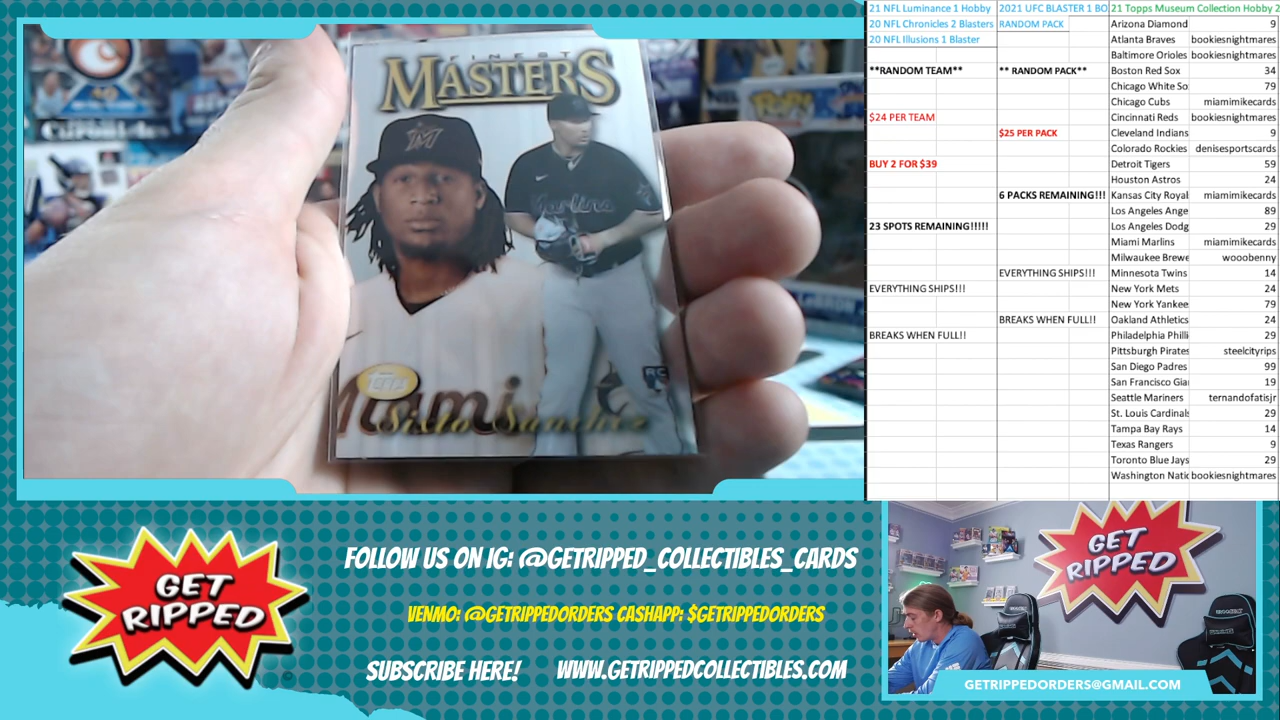 FINEST
MASTERS
M
Marlins
RC
Topps
Miami
Sixto Sanchez
21 NFL Luminance 1 Hobby
20 NFL Chronicles 2 Blasters
20 NFL Illusions 1 Blaster
**RANDOM TEAM**
$24 PER TEAM
BUY 2 FOR $39
23 SPOTS REMAINING!!!!!
EVERYTHING SHIPS!!!
BREAKS WHEN FULL!!
2021 UFC BLASTER 1 BO
RANDOM PACK
** RANDOM PACK**
$25 PER PACK
6 PACKS REMAINING!!!
EVERYTHING SHIPS!!!
BREAKS WHEN FULL!!
21 Topps Museum Collection Hobby 2
Arizona Diamond 9
Atlanta Braves bookiesnightmares
Baltimore Orioles bookiesnightmares
Boston Red Sox 34
Chicago White So 79
Chicago Cubs miamimikecards
Cincinnati Reds bookiesnightmares
Cleveland Indians 9
Colorado Rockies denisesportscards
Detroit Tigers 59
Houston Astros 24
Kansas City Royal miamimikecards
Los Angeles Ange 89
Los Angeles Dodg 29
Miami Marlins miamimikecards
Milwaukee Brewe wooobenny
Minnesota Twins 14
New York Mets 24
New York Yankee 79
Oakland Athletics 24
Philadelphia Philli 29
Pittsburgh Pirates steelcityrips
San Diego Padres 99
San Francisco Gia 19
Seattle Mariners ternandofatisjr
St. Louis Cardinals 29
Tampa Bay Rays 14
Texas Rangers 9
Toronto Blue Jays 29
Washington Natic bookiesnightmares
GET
RIPPED
FOLLOW US ON IG: @GETRIPPED_COLLECTIBLES_CARDS
VENMO: @GETRIPPEDORDERS CASHAPP: $GETRIPPEDORDERS
SUBSCRIBE HERE! WWW.GETRIPPEDCOLLECTIBLES.COM
GET
RIPPED
GETRIPPEDORDERS@GMAIL.COM